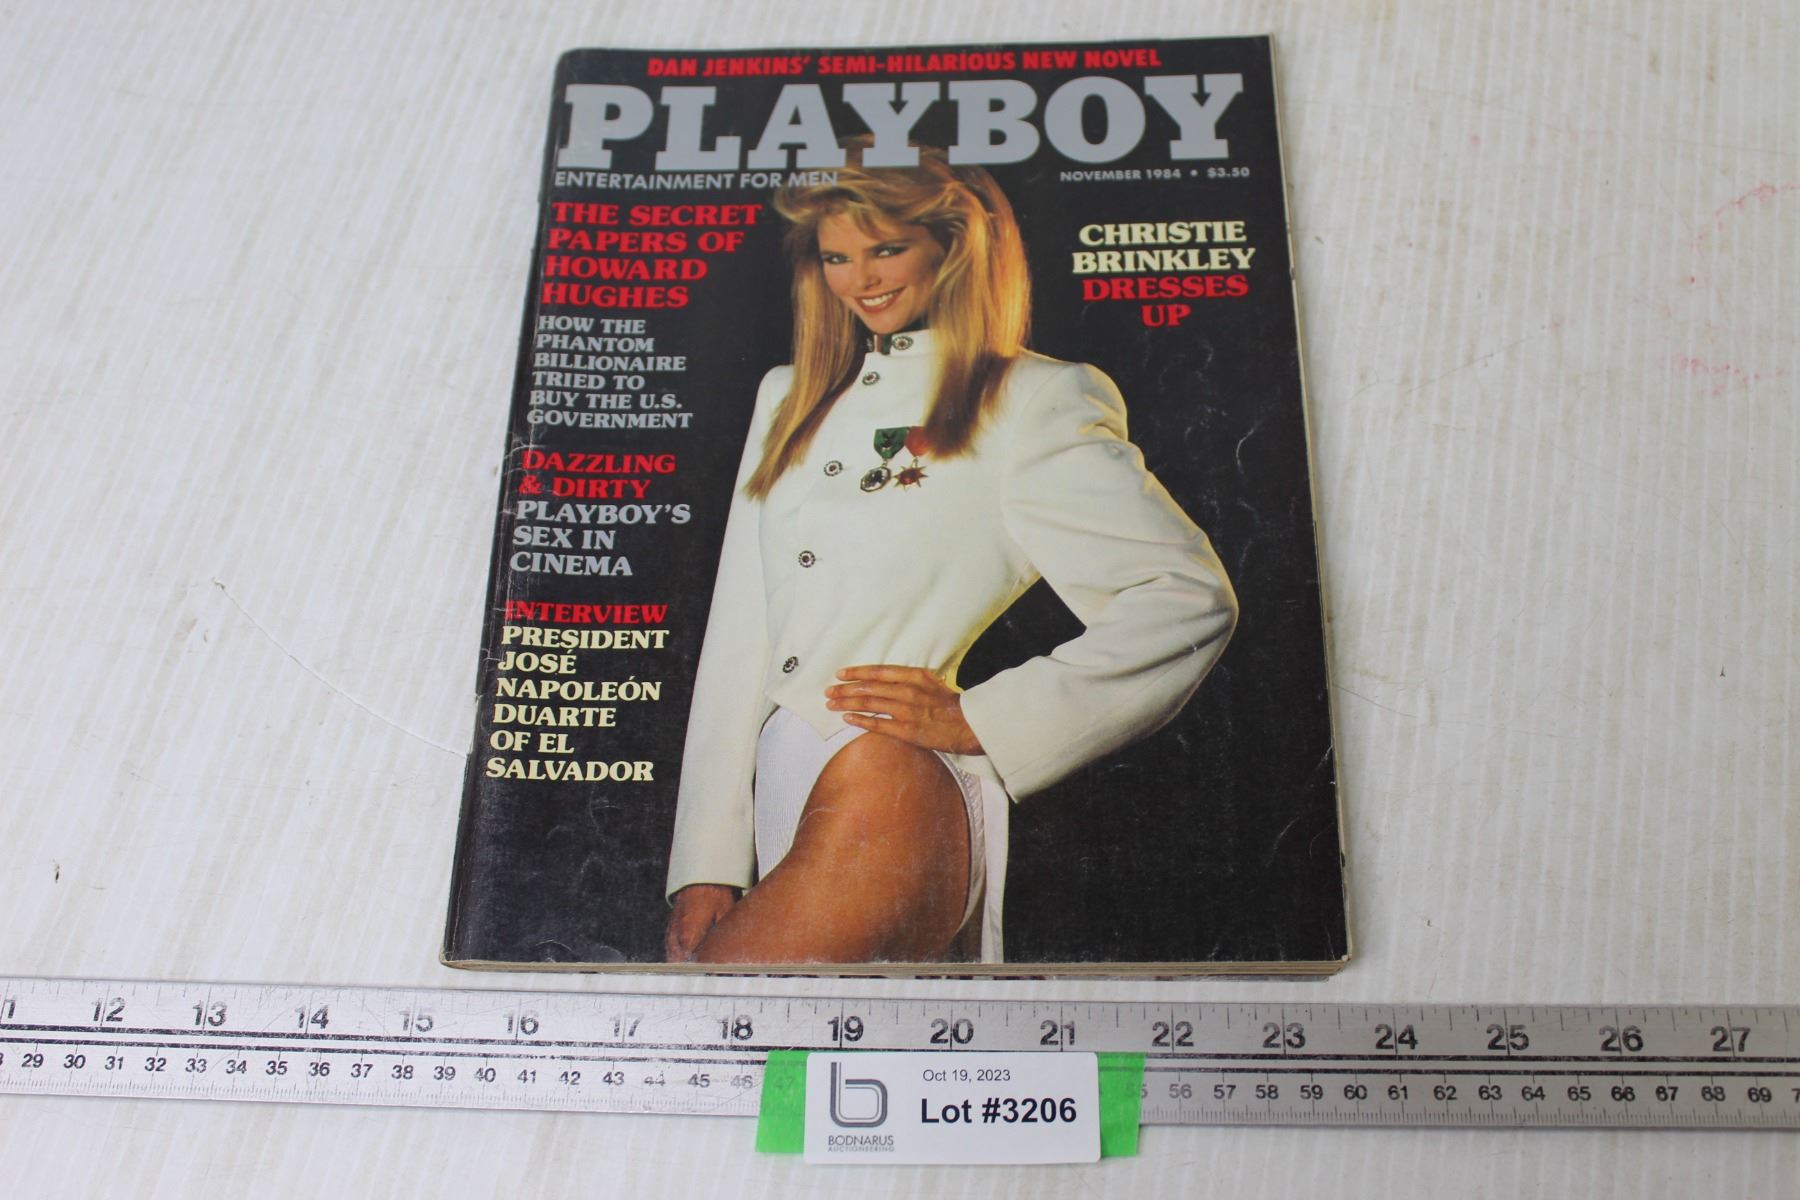 DAN JENKINS' SEMI-HILARIOUS NEW NOVEL
PLAYBOY
ENTERTAINMENT FOR MEN
NOVEMBER 1984 • $3.50
THE SECRET
PAPERS OF
HOWARD
HUGHES
HOW THE
PHANTOM
BILLIONAIRE
TRIED TO
BUY THE U.S.
GOVERNMENT
DAZZLING
& DIRTY
PLAYBOY'S
SEX IN
CINEMA
INTERVIEW
PRESIDENT
JOSÉ
NAPOLEÓN
DUARTE
OF EL
SALVADOR
CHRISTIE
BRINKLEY
DRESSES
UP
12 13 14 15 16 17 18 19 20 21 22 23 24 25 26 27
29 30 31 32 33 34 35 36 37 38 39 40 41 42 43 44 45 46 47 55 56 57 58 59 60 61 62 63 64 65 66 67 68 69
Oct 19, 2023
Lot #3206
b
BODNARUS
AUCTIONEERING